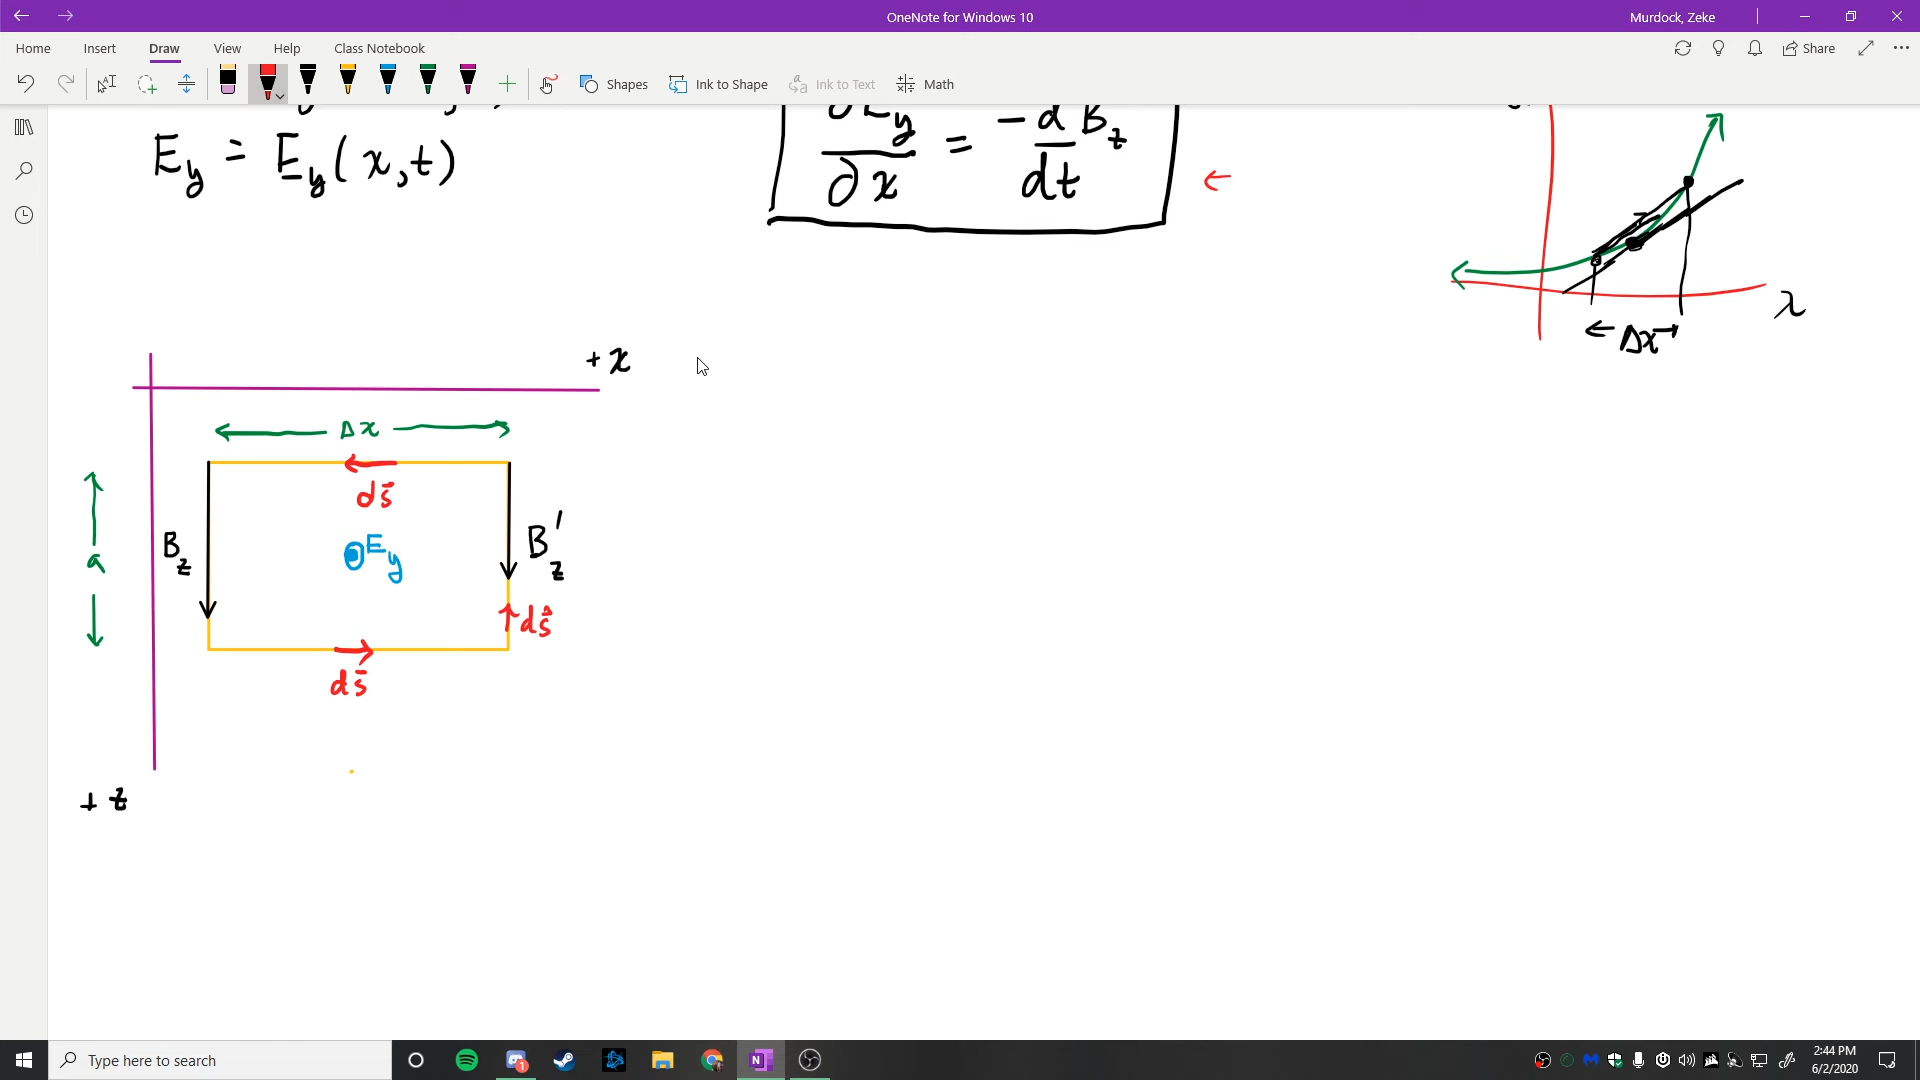 OneNote for Windows 10
Murdock, Zeke
Home Insert Draw View Help Class Notebook
Share
Shapes Ink to Shape Ink to Text Math
E_y = E_y(x,t)
∂E_y/∂x = -dB_z/dt
←
λ
← Δx →
+x
Δx
ds
a
B_z
E_y
B'_z
ds
ds
+z
Type here to search
1
N
2:44 PM
6/2/2020